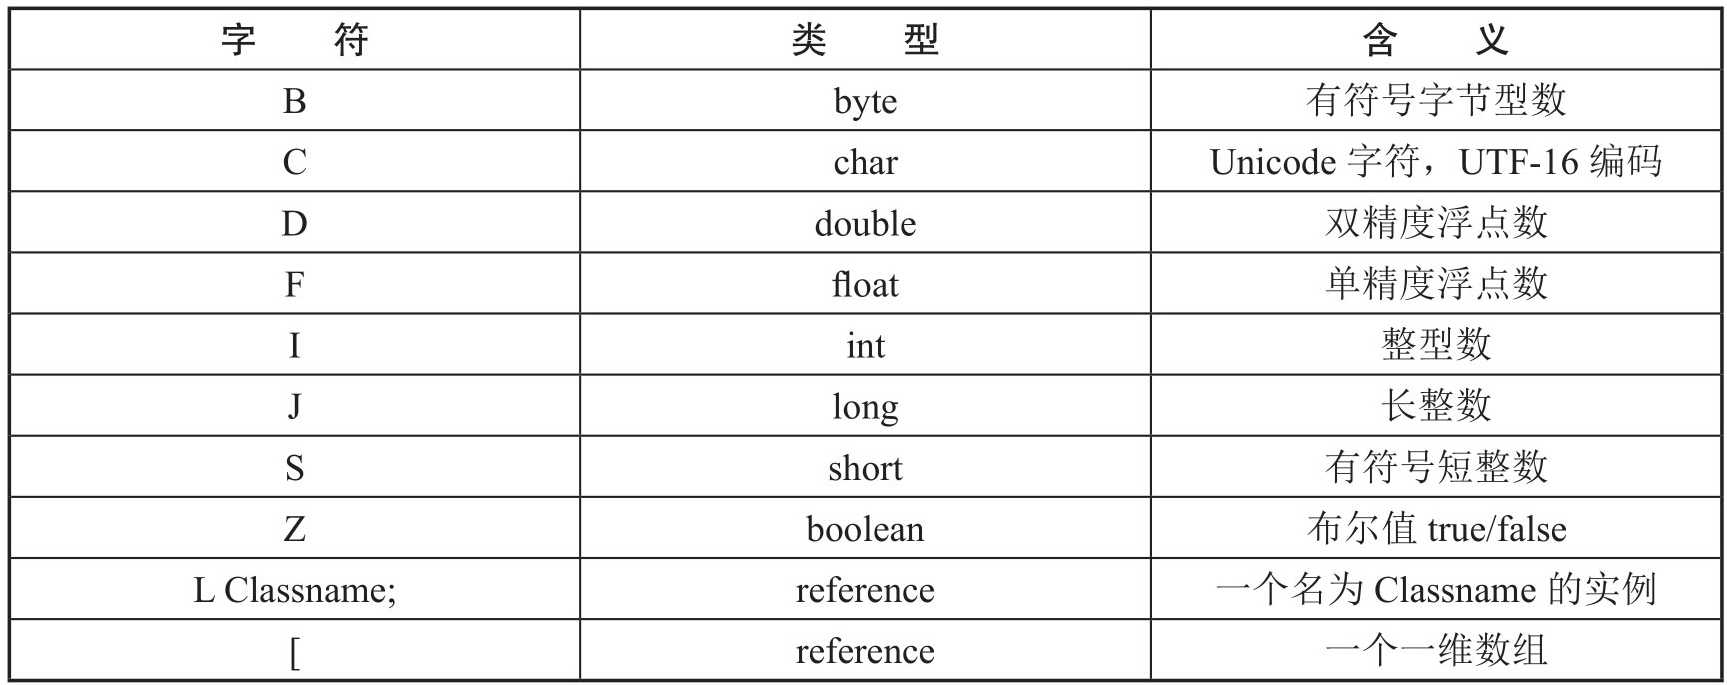 字 符 类 型 含 义
B byte 有符号字节型数
C char Unicode 字符，UTF-16 编码
D double 双精度浮点数
F float 单精度浮点数
I int 整型数
J long 长整数
S short 有符号短整数
Z boolean 布尔值 true/false
L Classname; reference 一个名为 Classname 的实例
[ reference 一个一维数组